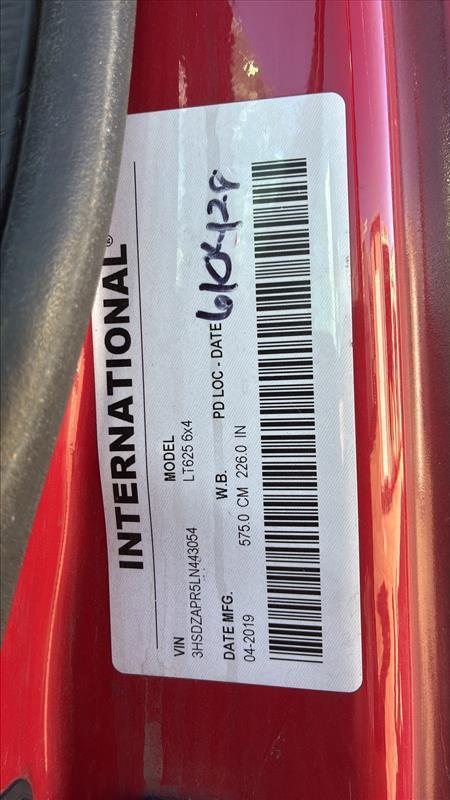 INTERNATIONAL®
VIN MODEL
3HSDZAPR5LN443054 LT625 6x4
DATE MFG. W.B. PD LOC - DATE
04-2019 575.0 CM 226.0 IN